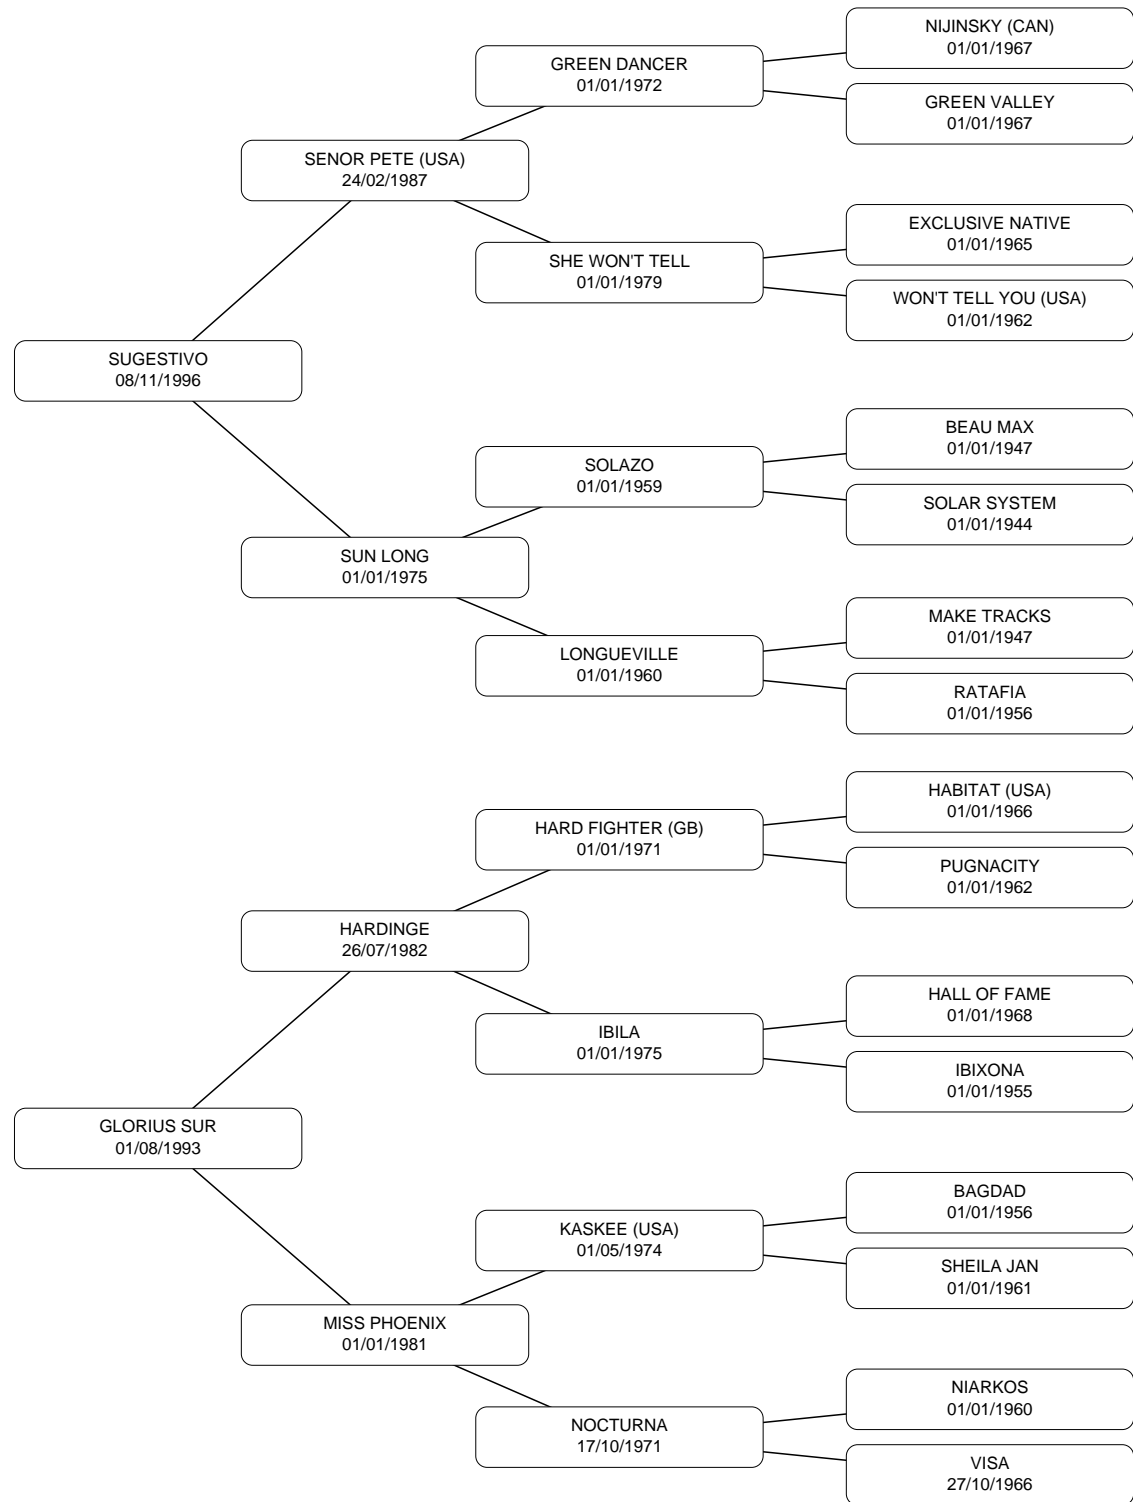 NIJINSKY (CAN)
01/01/1967
GREEN DANCER
01/01/1972
GREEN VALLEY
01/01/1967
SENOR PETE (USA)
24/02/1987
EXCLUSIVE NATIVE
01/01/1965
SHE WON'T TELL
01/01/1979
WON'T TELL YOU (USA)
01/01/1962
SUGESTIVO
08/11/1996
BEAU MAX
01/01/1947
SOLAZO
01/01/1959
SOLAR SYSTEM
01/01/1944
SUN LONG
01/01/1975
MAKE TRACKS
01/01/1947
LONGUEVILLE
01/01/1960
RATAFIA
01/01/1956
HABITAT (USA)
01/01/1966
HARD FIGHTER (GB)
01/01/1971
PUGNACITY
01/01/1962
HARDINGE
26/07/1982
HALL OF FAME
01/01/1968
IBILA
01/01/1975
IBIXONA
01/01/1955
GLORIUS SUR
01/08/1993
BAGDAD
01/01/1956
KASKEE (USA)
01/05/1974
SHEILA JAN
01/01/1961
MISS PHOENIX
01/01/1981
NIARKOS
01/01/1960
NOCTURNA
17/10/1971
VISA
27/10/1966